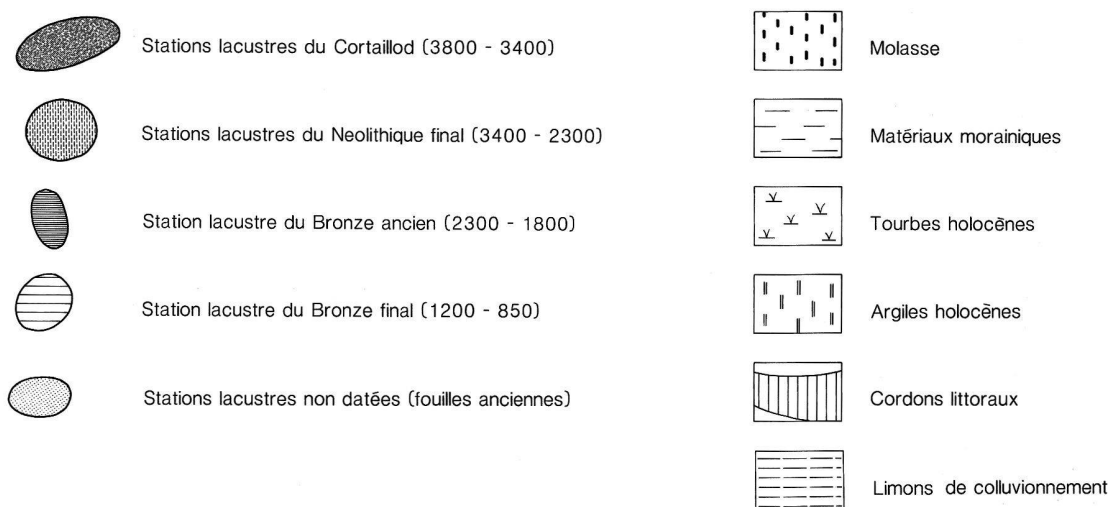 Stations lacustres du Cortaillod (3800 - 3400)
Stations lacustres du Neolithique final (3400 - 2300)
Station lacustre du Bronze ancien (2300 - 1800)
Station lacustre du Bronze final (1200 - 850)
Stations lacustres non datées (fouilles anciennes)
Molasse
Matériaux morainiques
Tourbes holocènes
Argiles holocènes
Cordons littoraux
Limons de colluvionnement